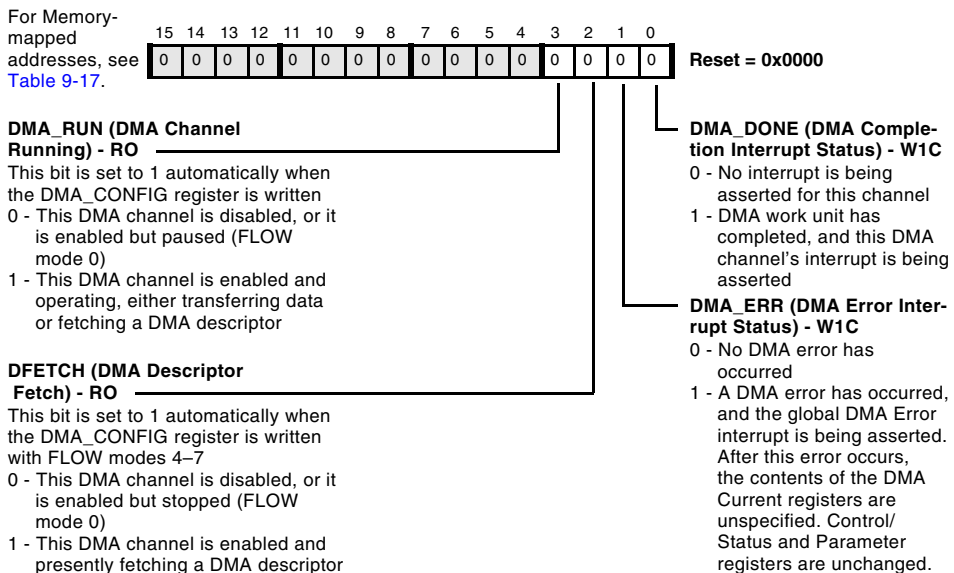 For Memory-
mapped
addresses, see
Table 9-17.
15 14 13 12 11 10 9 8 7 6 5 4 3 2 1 0
0 0 0 0 0 0 0 0 0 0 0 0 0 0 0 0
Reset = 0x0000
DMA_RUN (DMA Channel
Running) - RO
This bit is set to 1 automatically when
the DMA_CONFIG register is written
0 - This DMA channel is disabled, or it
is enabled but paused (FLOW
mode 0)
1 - This DMA channel is enabled and
operating, either transferring data
or fetching a DMA descriptor
DFETCH (DMA Descriptor
Fetch) - RO
This bit is set to 1 automatically when
the DMA_CONFIG register is written
with FLOW modes 4–7
0 - This DMA channel is disabled, or it
is enabled but stopped (FLOW
mode 0)
1 - This DMA channel is enabled and
presently fetching a DMA descriptor
DMA_DONE (DMA Comple-
tion Interrupt Status) - W1C
0 - No interrupt is being
asserted for this channel
1 - DMA work unit has
completed, and this DMA
channel's interrupt is being
asserted
DMA_ERR (DMA Error Inter-
rupt Status) - W1C
0 - No DMA error has
occurred
1 - A DMA error has occurred,
and the global DMA Error
interrupt is being asserted.
After this error occurs,
the contents of the DMA
Current registers are
unspecified. Control/
Status and Parameter
registers are unchanged.